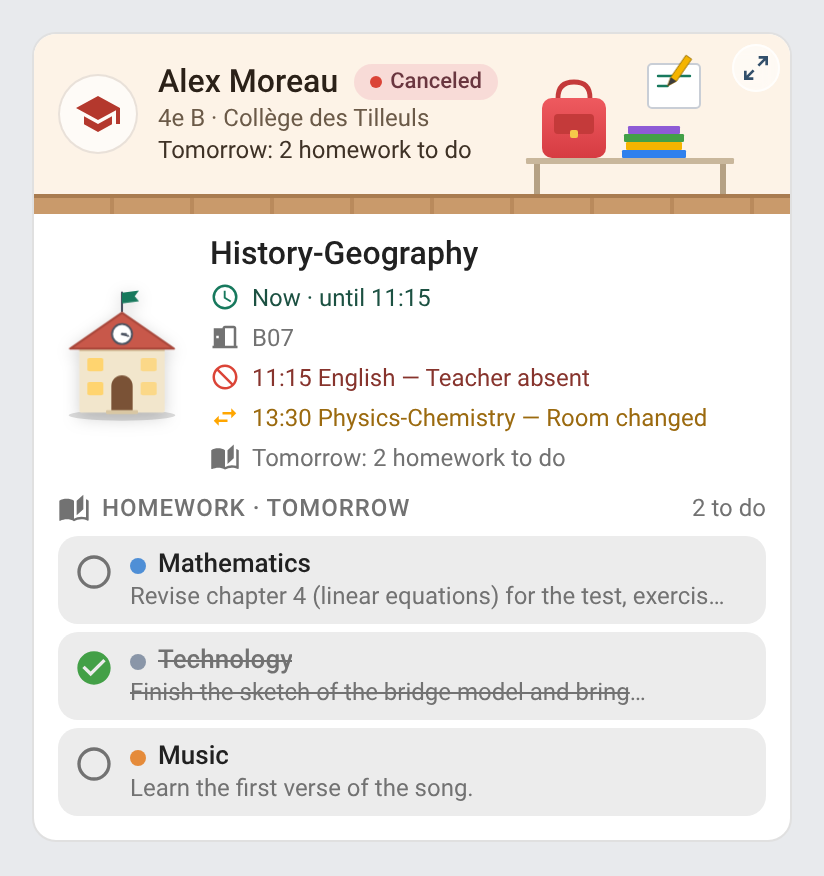 Alex Moreau
Canceled
4e B · Collège des Tilleuls
Tomorrow: 2 homework to do
History-Geography
Now · until 11:15
B07
11:15 English — Teacher absent
13:30 Physics-Chemistry — Room changed
Tomorrow: 2 homework to do
HOMEWORK · TOMORROW
2 to do
Mathematics
Revise chapter 4 (linear equations) for the test, exercis…
Technology
Finish the sketch of the bridge model and bring…
Music
Learn the first verse of the song.